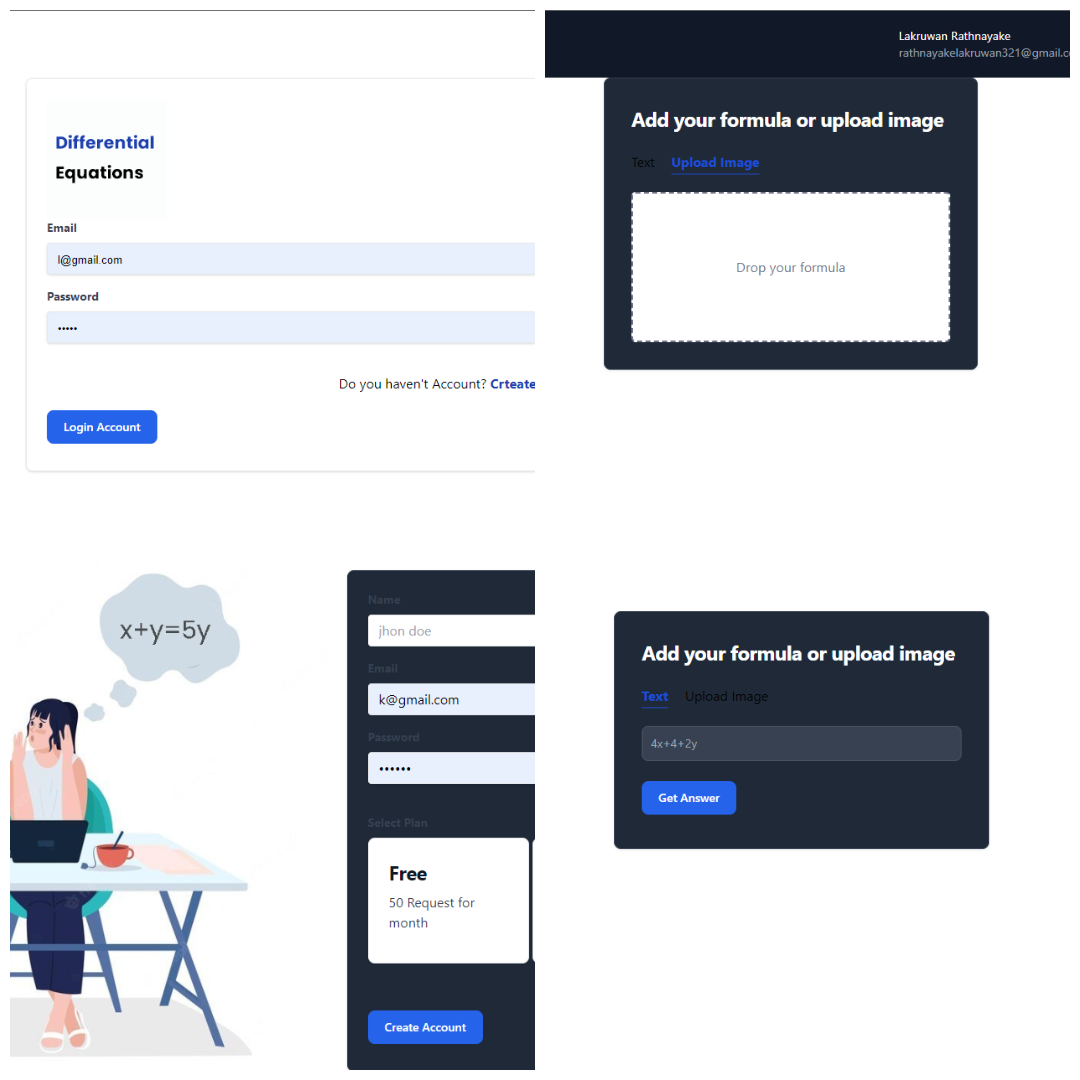 Differential
Equations
Email
l@gmail.com
Password
•••••
Do you haven't Account? Crteate
Login Account
Lakruwan Rathnayake
rathnayakelakruwan321@gmail.co
Add your formula or upload image
Text Upload Image
Drop your formula
x+y=5y
Name
jhon doe
Email
k@gmail.com
Password
••••••
Select Plan
Free
50 Request for
month
Create Account
Add your formula or upload image
Text Upload Image
4x+4+2y
Get Answer